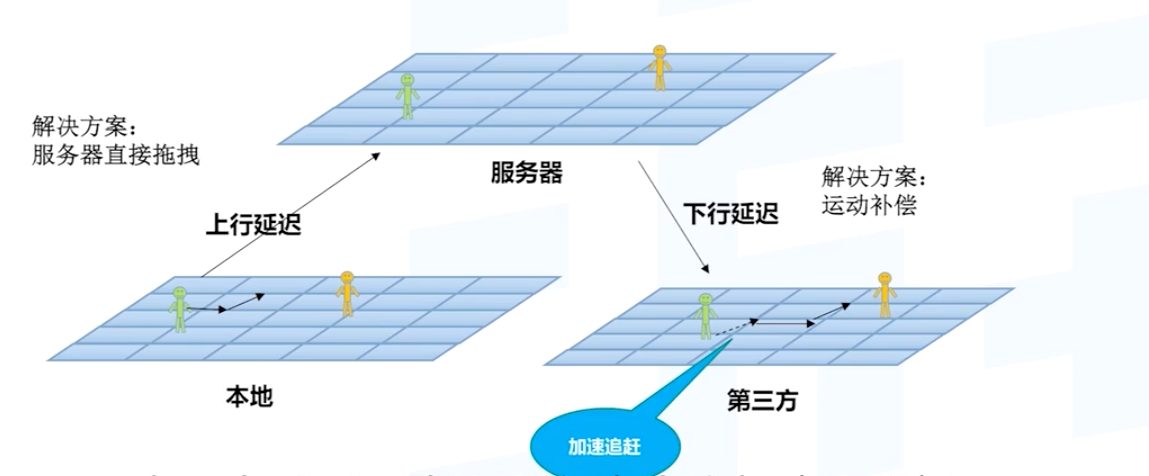 解决方案：
服务器直接拖拽
服务器
解决方案：
运动补偿
上行延迟
下行延迟
本地
第三方
加速追赶